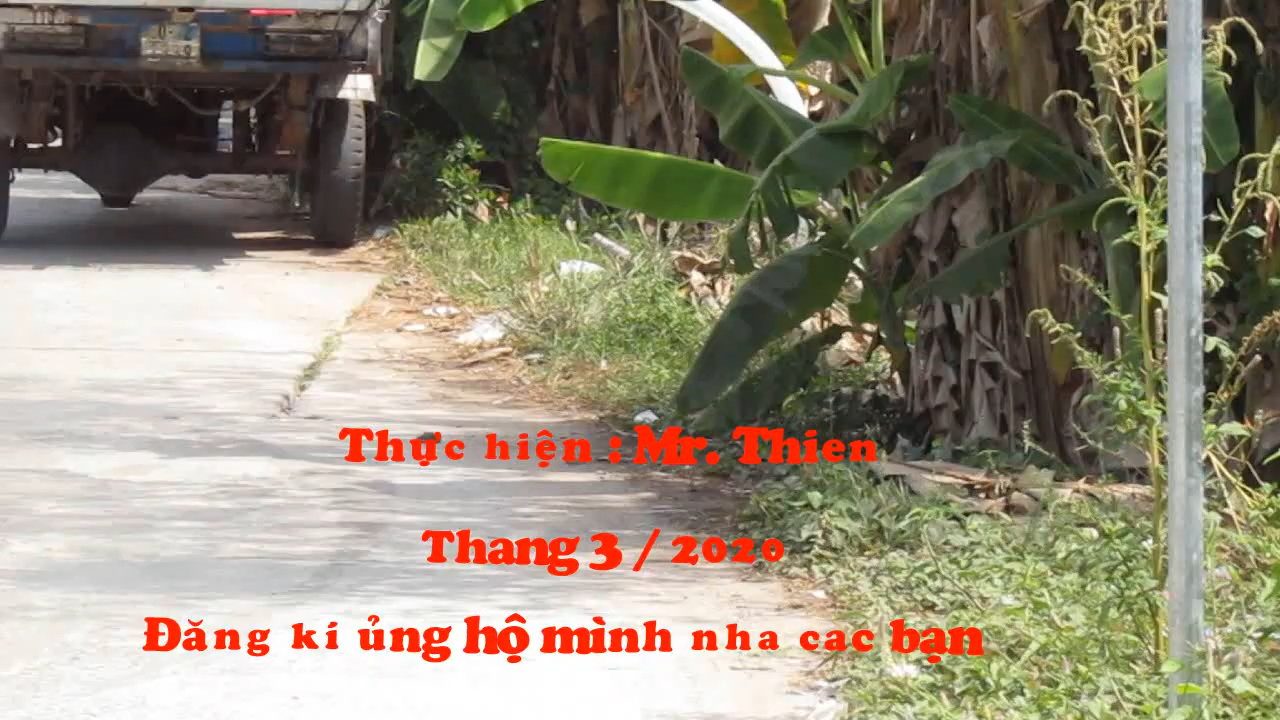 Thực hiện : Mr. Thien
Thang 3 / 2020
Đăng kí ủng hộ mình nha cac bạn